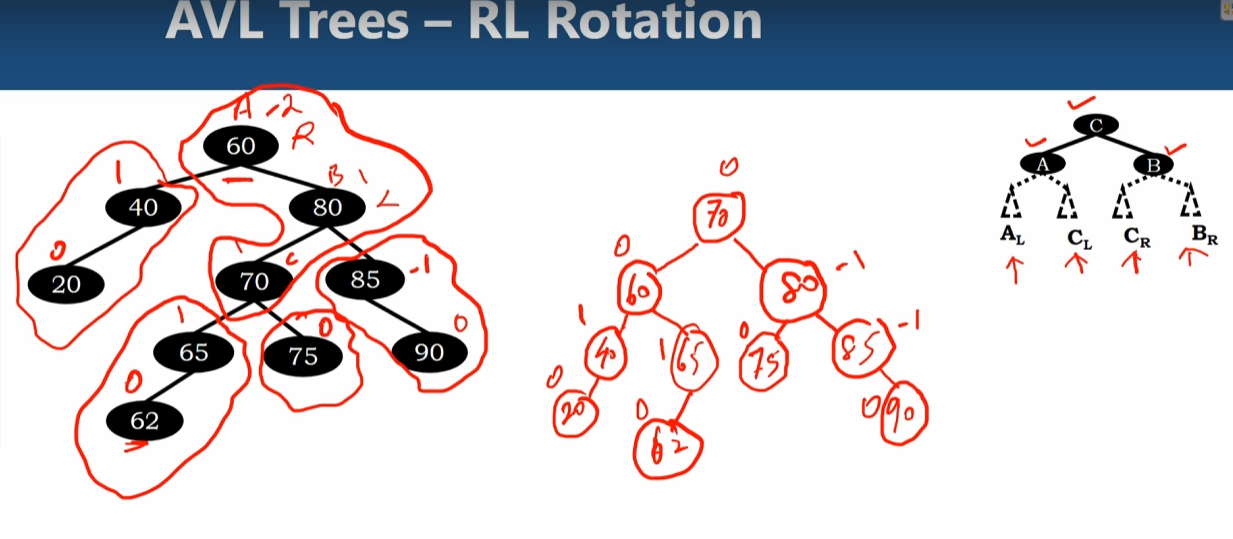 AVL Trees – RL Rotation
A -2
60 R
1 B 1
40 80 L
0 1 C -1
20 70 85
1 0 0
65 75 90
0
62
0
70
0 -1
60 80
1 1 0 -1
40 65 75 85
0 0 0
20 62 90
C
A B
AL CL CR BR